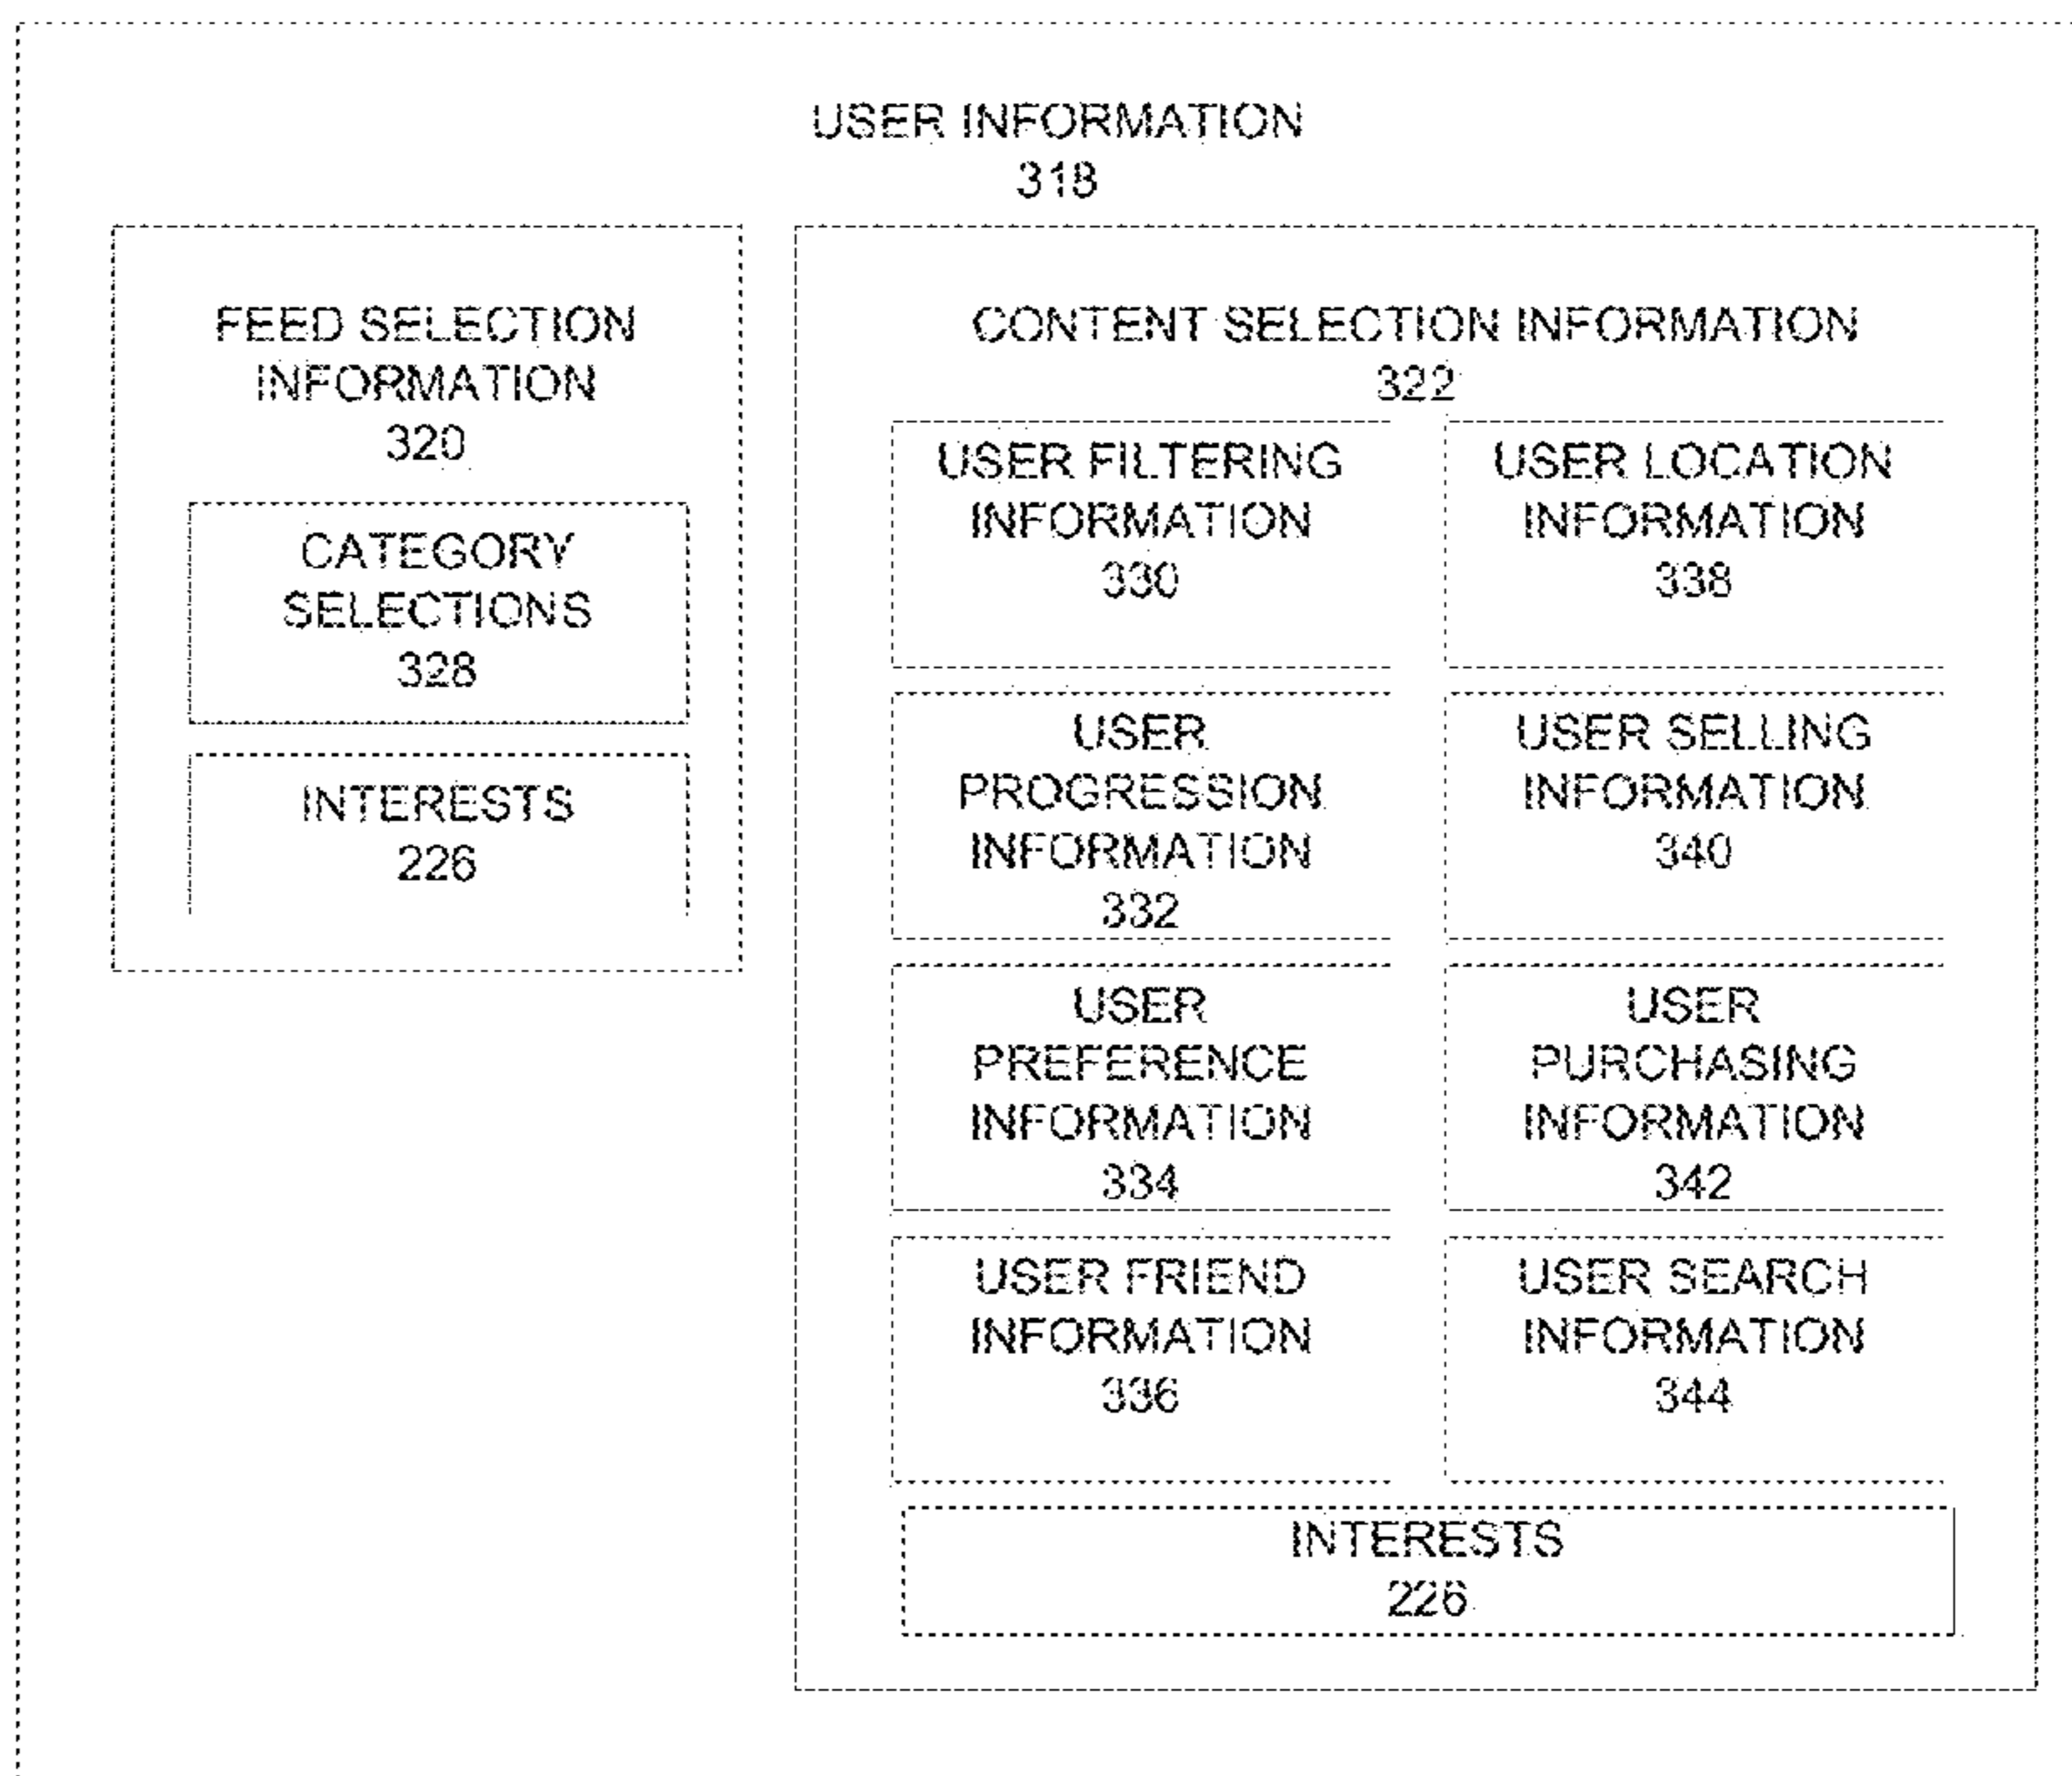 USER INFORMATION
318
FEED SELECTION
INFORMATION
320
CATEGORY
SELECTIONS
328
INTERESTS
226
CONTENT SELECTION INFORMATION
322
USER FILTERING
INFORMATION
330
USER LOCATION
INFORMATION
338
USER
PROGRESSION
INFORMATION
332
USER SELLING
INFORMATION
340
USER
PREFERENCE
INFORMATION
334
USER
PURCHASING
INFORMATION
342
USER FRIEND
INFORMATION
336
USER SEARCH
INFORMATION
344
INTERESTS
226